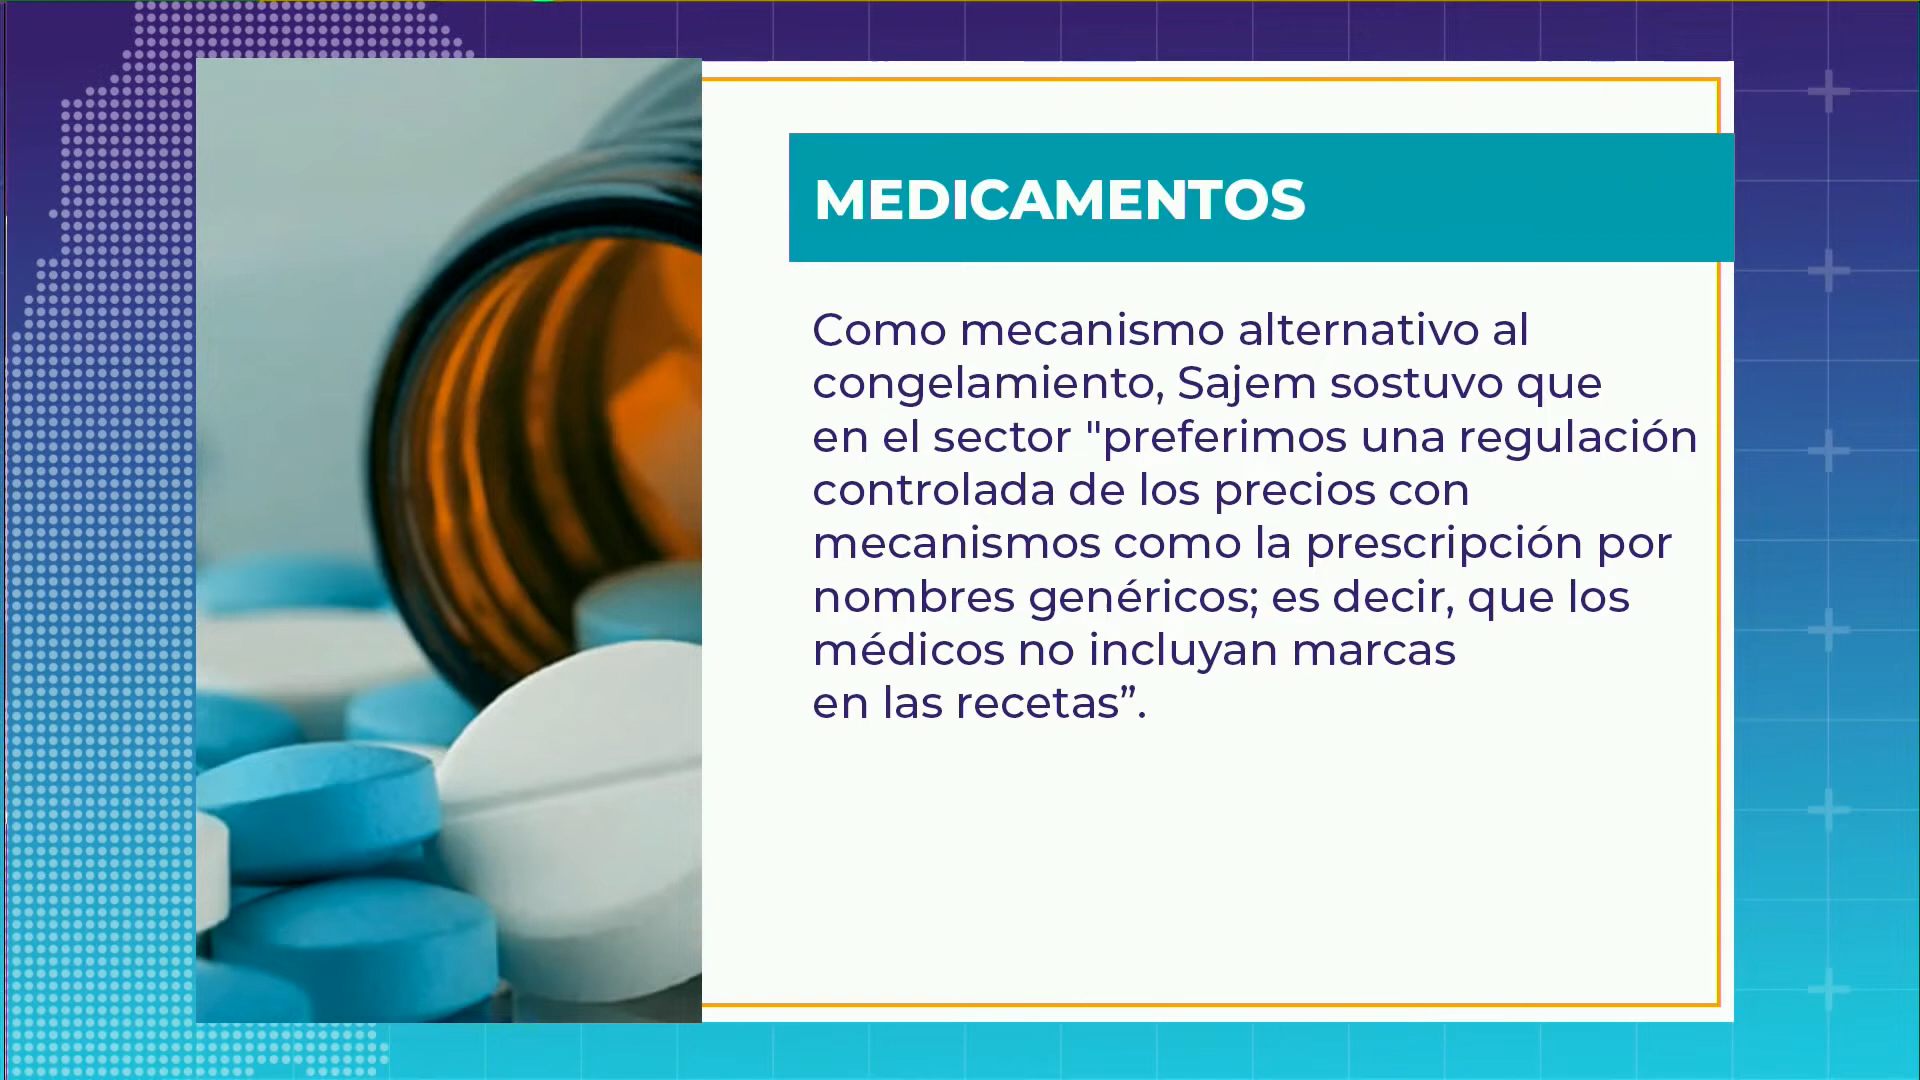 MEDICAMENTOS
Como mecanismo alternativo al
congelamiento, Sajem sostuvo que
en el sector "preferimos una regulación
controlada de los precios con
mecanismos como la prescripción por
nombres genéricos; es decir, que los
médicos no incluyan marcas
en las recetas”.